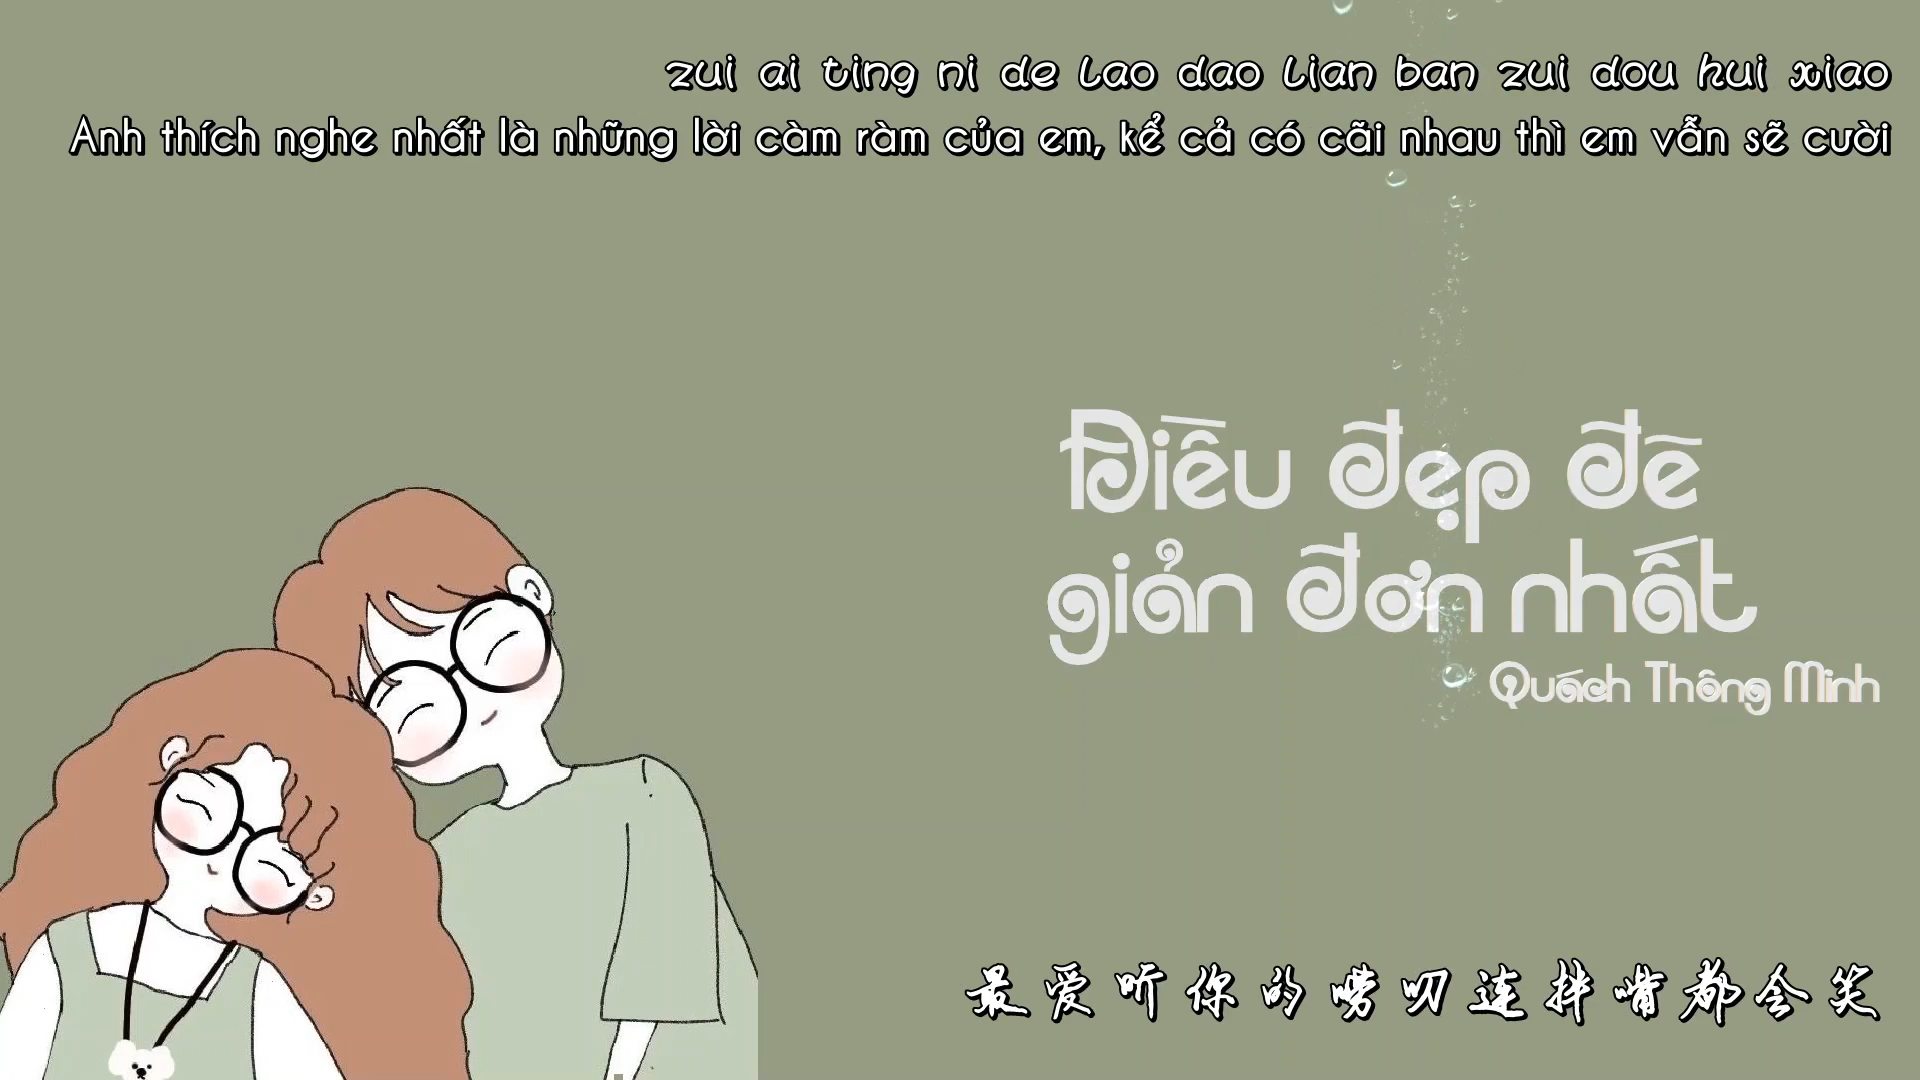 zui ai ting ni de lao dao lian ban zui dou hui xiao
Anh thích nghe nhất là những lời càm ràm của em, kể cả có cãi nhau thì em vẫn sẽ cười
Điều đẹp đẽ
giản đơn nhất
Quách Thông Minh
最爱听你的唠叨连拌嘴都会笑